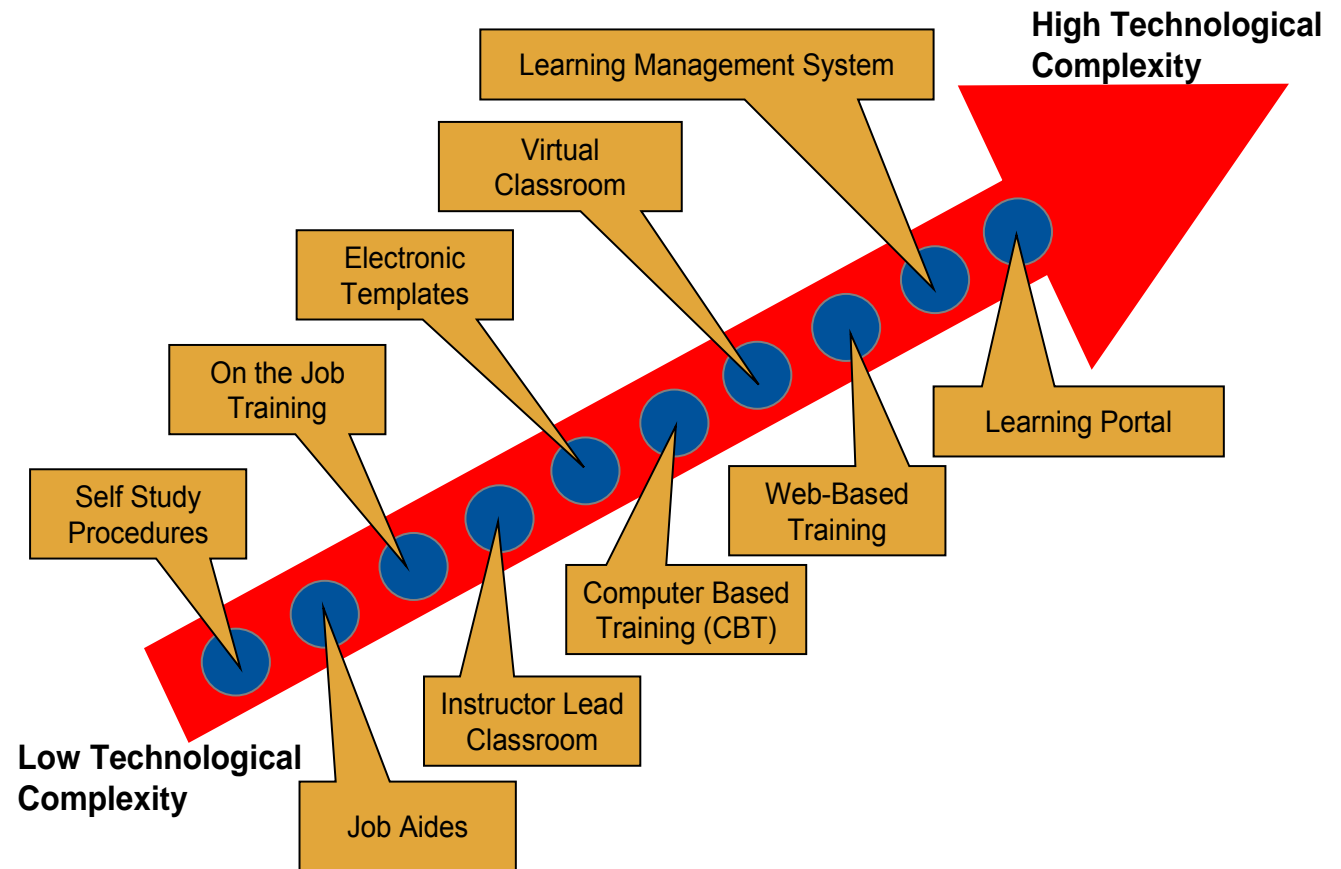 High Technological
Complexity
Learning Management System
Virtual
Classroom
Electronic
Templates
On the Job
Training
Self Study
Procedures
Learning Portal
Web-Based
Training
Computer Based
Training (CBT)
Instructor Lead
Classroom
Low Technological
Complexity
Job Aides